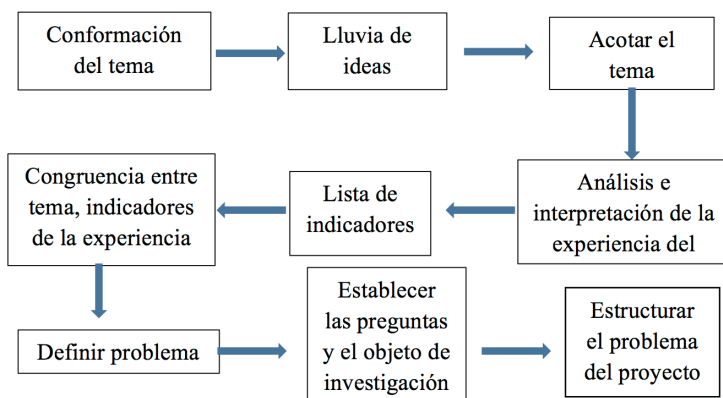 Conformación
del tema
Lluvia de
ideas
Acotar el
tema
Análisis e
interpretación de la
experiencia del
Lista de
indicadores
Congruencia entre
tema, indicadores
de la experiencia
Definir problema
Establecer
las preguntas
y el objeto de
investigación
Estructurar
el problema
del proyecto